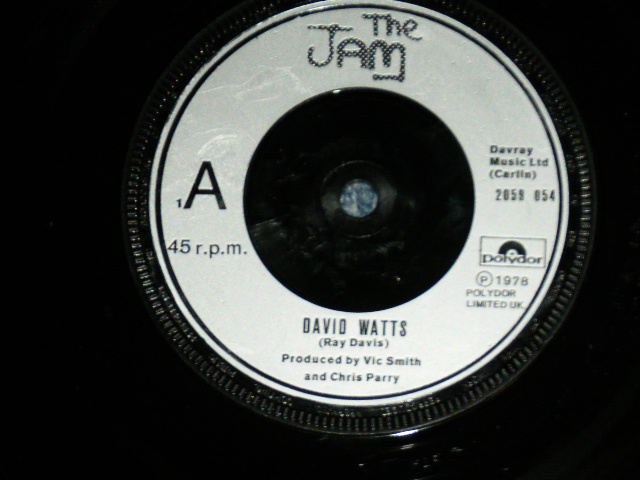 The
JAM
Davray
Music Ltd
(Carlin)
2059 054
1A
45 r.p.m.
Polydor
℗1978
POLYDOR
LIMITED UK
DAVID WATTS
(Ray Davis)
Produced by Vic Smith
and Chris Parry